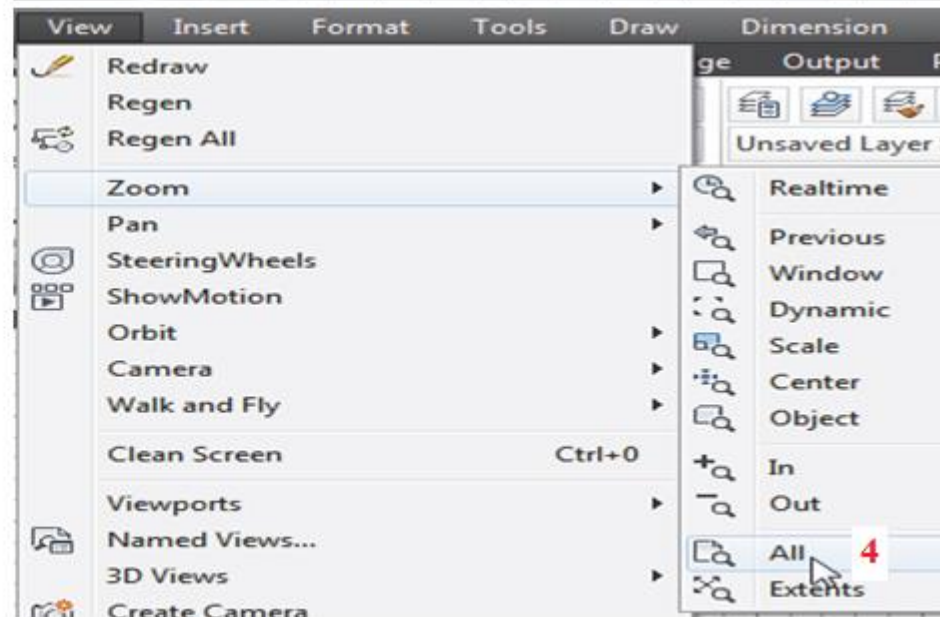 View Insert Format Tools Draw Dimension
ge Output
Unsaved Layer
Redraw
Regen
Regen All
Zoom
Pan
SteeringWheels
ShowMotion
Orbit
Camera
Walk and Fly
Clean Screen Ctrl+0
Viewports
Named Views...
3D Views
Create Camera
Realtime
Previous
Window
Dynamic
Scale
Center
Object
In
Out
All 4
Extents